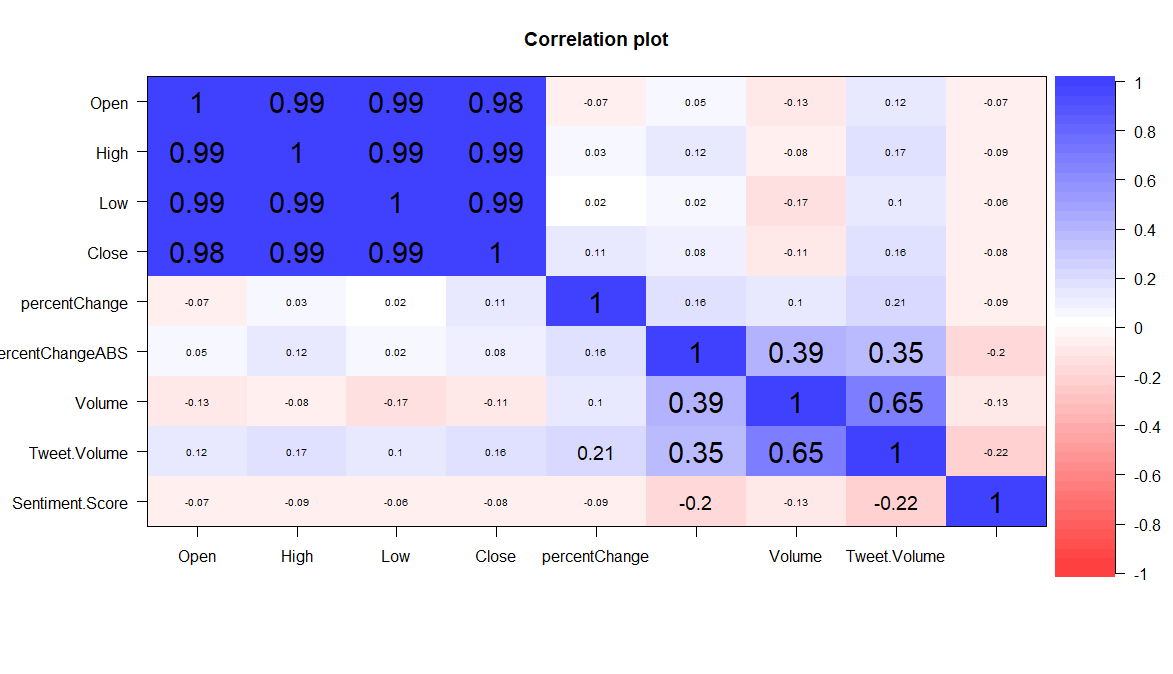 Correlation plot
Open 1 0.99 0.99 0.98 -0.07 0.05 -0.13 0.12 -0.07
High 0.99 1 0.99 0.99 0.03 0.12 -0.08 0.17 -0.09
Low 0.99 0.99 1 0.99 0.02 0.02 -0.17 0.1 -0.06
Close 0.98 0.99 0.99 1 0.11 0.08 -0.11 0.16 -0.08
percentChange -0.07 0.03 0.02 0.11 1 0.16 0.1 0.21 -0.09
ercentChangeABS 0.05 0.12 0.02 0.08 0.16 1 0.39 0.35 -0.2
Volume -0.13 -0.08 -0.17 -0.11 0.1 0.39 1 0.65 -0.13
Tweet.Volume 0.12 0.17 0.1 0.16 0.21 0.35 0.65 1 -0.22
Sentiment.Score -0.07 -0.09 -0.06 -0.08 -0.09 -0.2 -0.13 -0.22 1
Open High Low Close percentChange Volume Tweet.Volume
1
0.8
0.6
0.4
0.2
0
-0.2
-0.4
-0.6
-0.8
-1